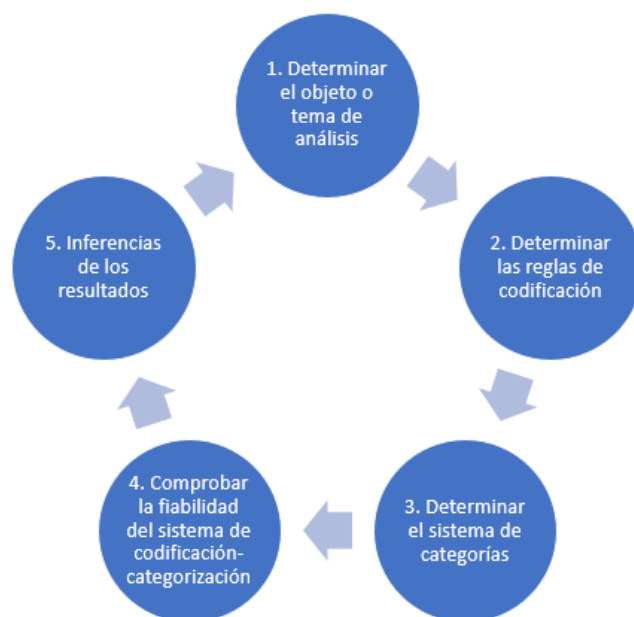 1. Determinar
el objeto o
tema de
análisis
2. Determinar
las reglas de
codificación
3. Determinar
el sistema de
categorías
4. Comprobar
la fiabilidad
del sistema de
codificación-
categorización
5. Inferencias
de los
resultados